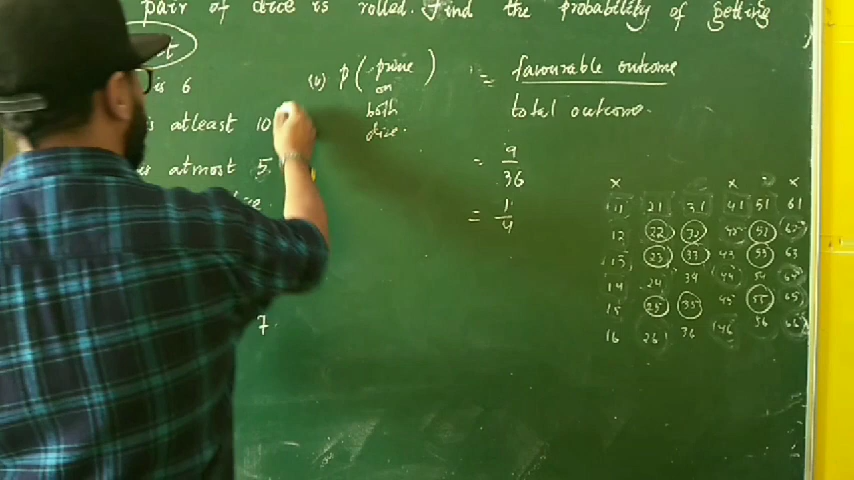 pair of dice is rolled. Find the probability of getting
is 6
atleast 10
is atmost 5
7
(v) P( prime on both dice. ) = favourable outcome
total outcome.
= 9
36
= 1
4
x x x
11 21 31 41 51 61
12 22 32 42 52 62
13 23 33 43 53 63
14 24 34 44 54 64
15 25 35 45 55 65
16 26 36 46 56 66